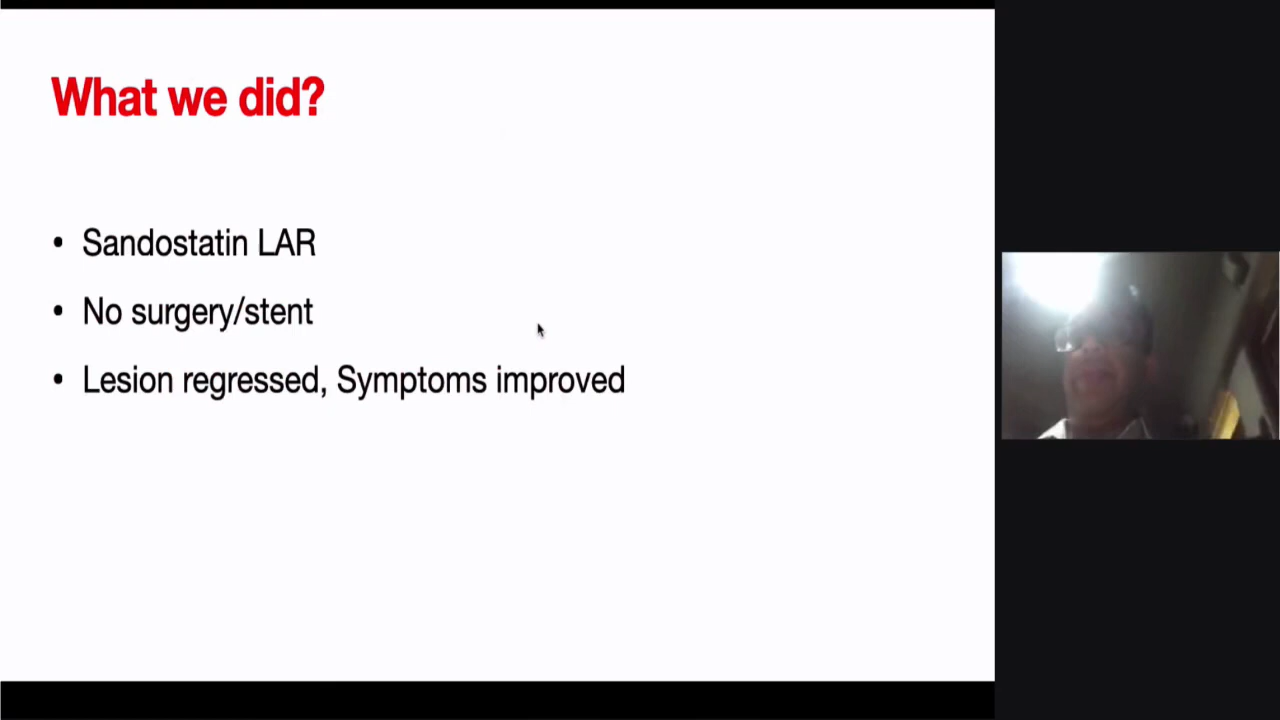 What we did?
• Sandostatin LAR
• No surgery/stent
• Lesion regressed, Symptoms improved